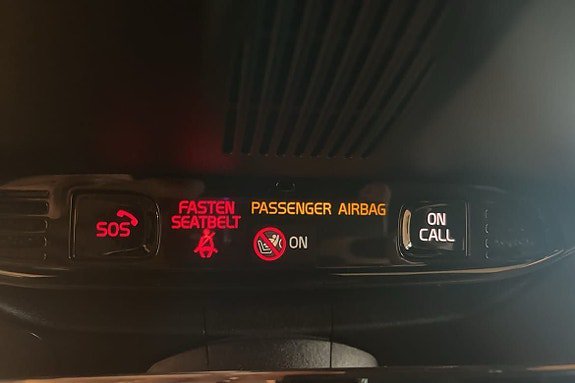 SOS
FASTEN
SEATBELT
PASSENGER AIRBAG
ON
ON
CALL